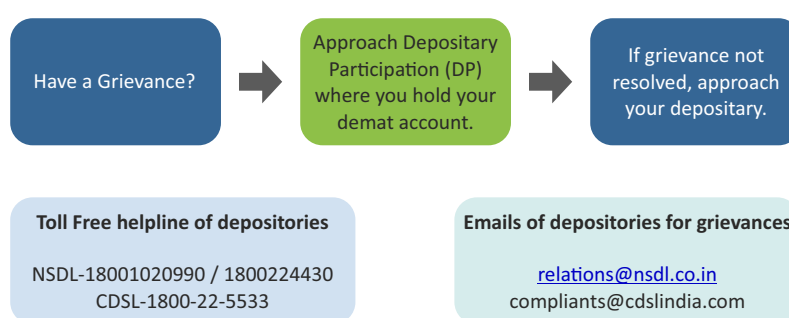 Have a Grievance?
Approach Depositary
Participation (DP)
where you hold your
demat account.
If grievance not
resolved, approach
your depositary.
Toll Free helpline of depositories
NSDL-18001020990 / 1800224430
CDSL-1800-22-5533
Emails of depositories for grievances
relations@nsdl.co.in
compliants@cdslindia.com